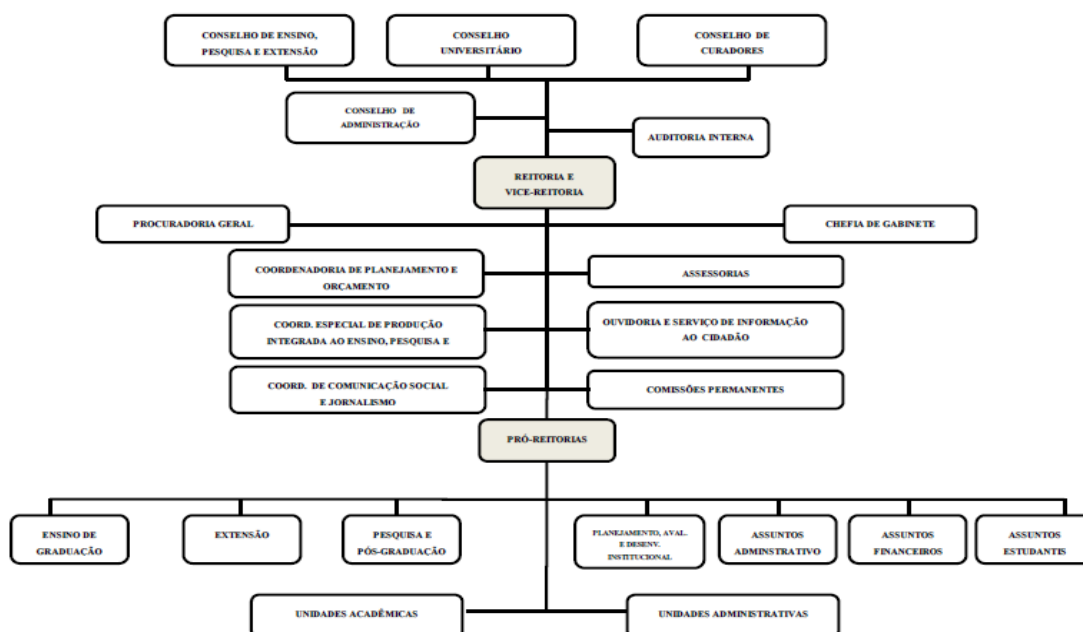 CONSELHO DE ENSINO,
PESQUISA E EXTENSÃO
CONSELHO
UNIVERSITÁRIO
CONSELHO DE
CURADORES
CONSELHO DE
ADMINISTRAÇÃO
AUDITORIA INTERNA
REITORIA E
VICE-REITORIA
PROCURADORIA GERAL
CHEFIA DE GABINETE
COORDENADORIA DE PLANEJAMENTO E
ORÇAMENTO
ASSESSORIAS
COORD. ESPECIAL DE PRODUÇÃO
INTEGRADA AO ENSINO, PESQUISA E
OUVIDORIA E SERVIÇO DE INFORMAÇÃO
AO CIDADÃO
COORD. DE COMUNICAÇÃO SOCIAL
E JORNALISMO
COMISSÕES PERMANENTES
PRÓ-REITORIAS
ENSINO DE
GRADUAÇÃO
EXTENSÃO
PESQUISA E
PÓS-GRADUAÇÃO
PLANEJAMENTO, AVAL.
E DESENV.
INSTITUCIONAL
ASSUNTOS
ADMINSTRATIVO
ASSUNTOS
FINANCEIROS
ASSUNTOS
ESTUDANTIS
UNIDADES ACADÊMICAS
UNIDADES ADMINISTRATIVAS